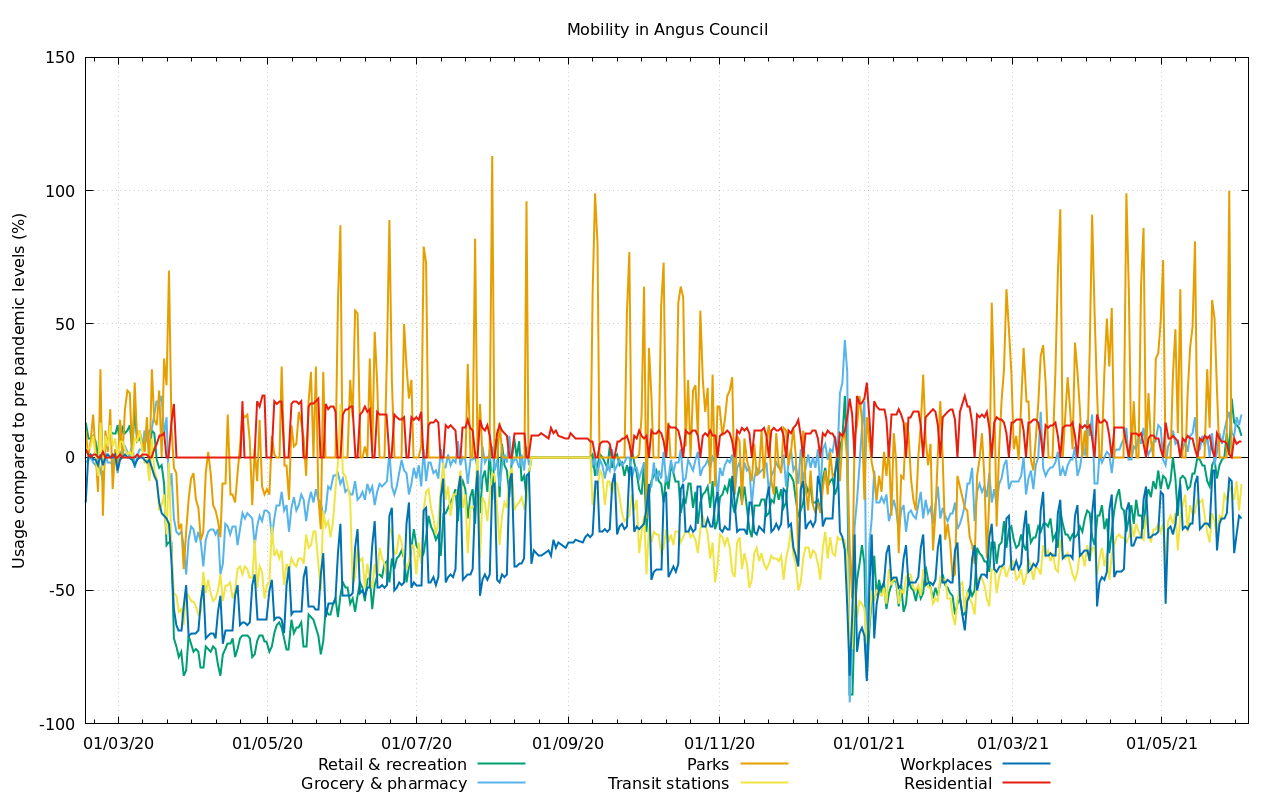 Mobility in Angus Council
Usage compared to pre pandemic levels (%)
150
100
50
0
-50
-100
01/03/20 01/05/20 01/07/20 01/09/20 01/11/20 01/01/21 01/03/21 01/05/21
Retail & recreation Parks Workplaces
Grocery & pharmacy Transit stations Residential